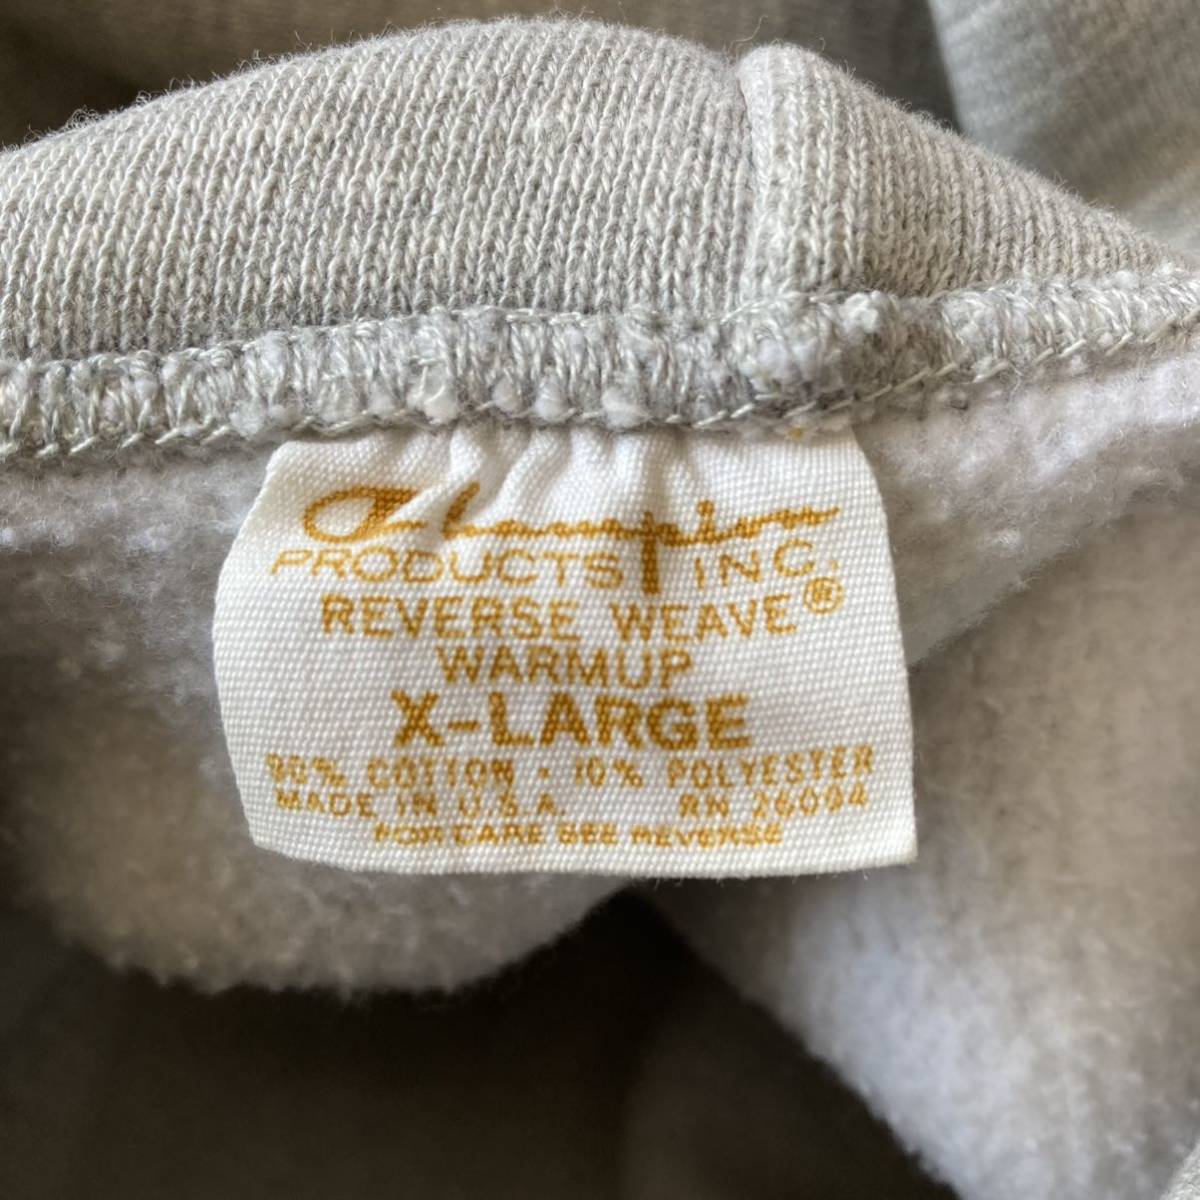 Champion
PRODUCTS INC.
REVERSE WEAVE®
WARMUP
X-LARGE
90% COTTON · 10% POLYESTER
MADE IN U.S.A. RN 26094
FOR CARE SEE REVERSE